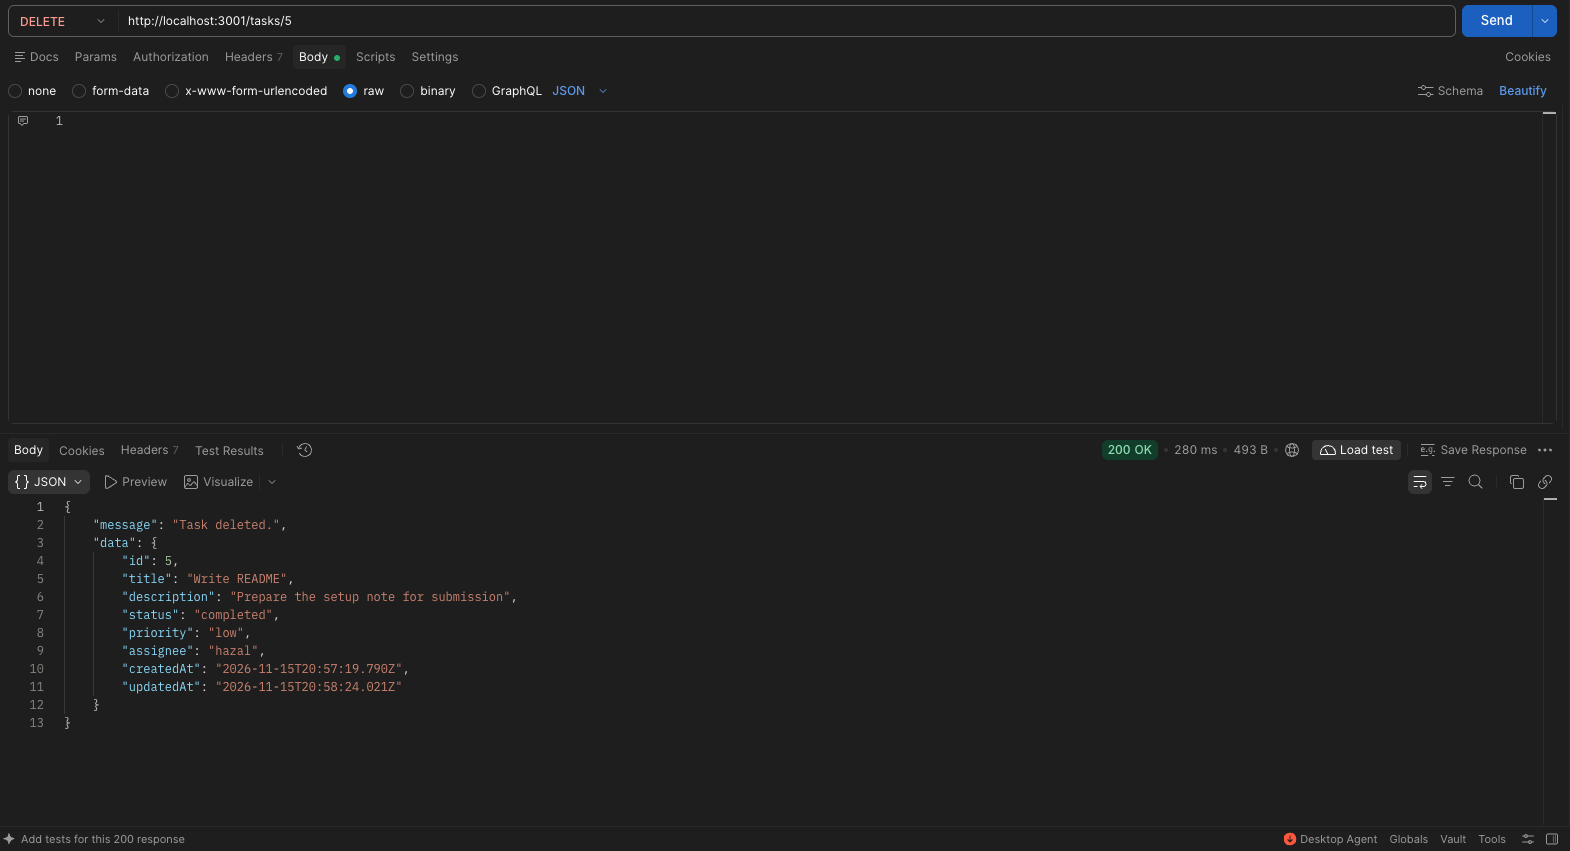 DELETE http://localhost:3001/tasks/5 Send
Docs Params Authorization Headers 7 Body Scripts Settings Cookies
none form-data x-www-form-urlencoded raw binary GraphQL JSON Schema Beautify
1
Body Cookies Headers 7 Test Results 200 OK • 280 ms • 493 B • Load test e.g. Save Response
{} JSON Preview Visualize
1 {
2 "message": "Task deleted.",
3 "data": {
4 "id": 5,
5 "title": "Write README",
6 "description": "Prepare the setup note for submission",
7 "status": "completed",
8 "priority": "low",
9 "assignee": "hazal",
10 "createdAt": "2026-11-15T20:57:19.790Z",
11 "updatedAt": "2026-11-15T20:58:24.021Z"
12 }
13 }
Add tests for this 200 response Desktop Agent Globals Vault Tools